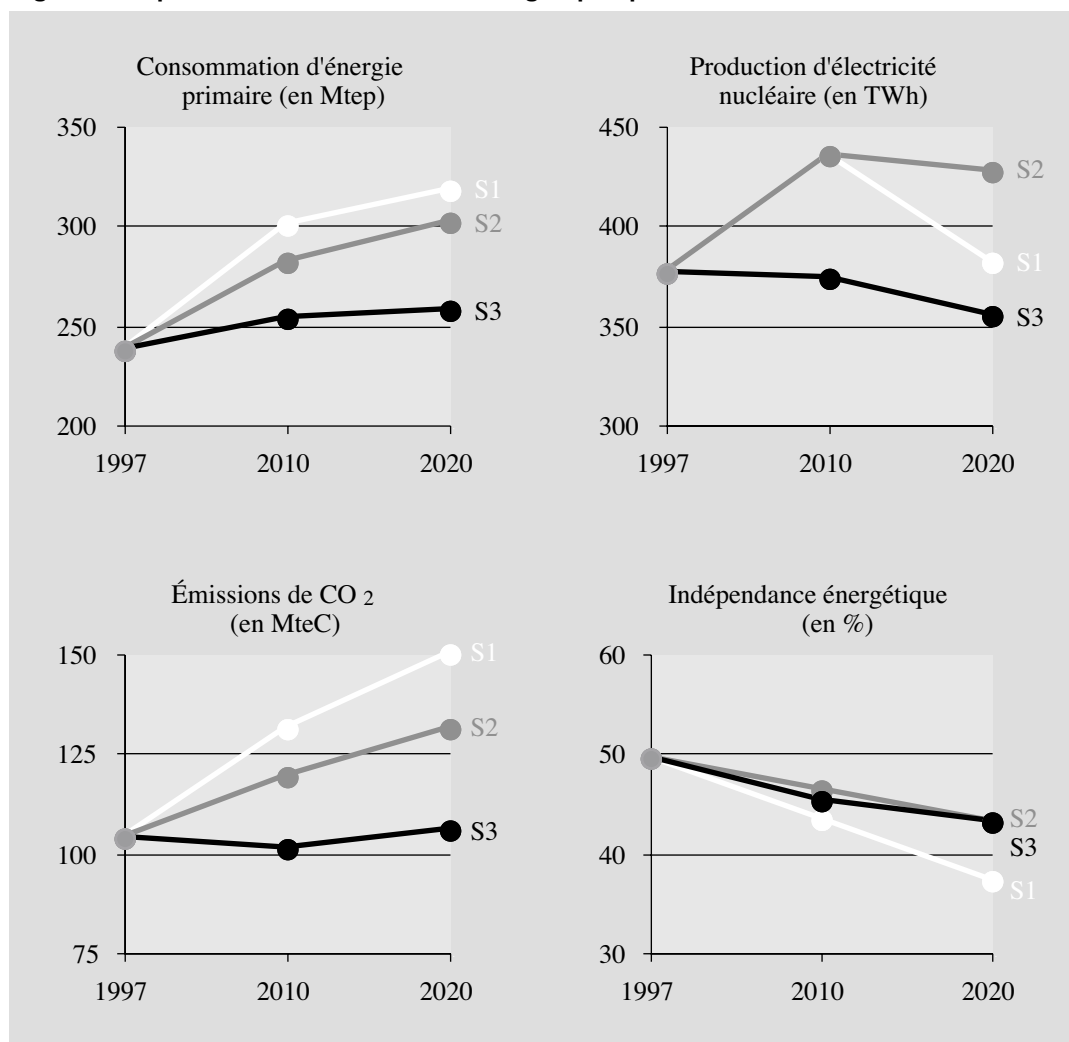 Consommation d'énergie
primaire (en Mtep)
350
300
250
200
1997
2010
2020
S1
S2
S3
Production d'électricité
nucléaire (en TWh)
450
400
350
300
1997
2010
2020
S2
S1
S3
Émissions de CO 2
(en MteC)
150
125
100
75
1997
2010
2020
S1
S2
S3
Indépendance énergétique
(en %)
60
50
40
30
1997
2010
2020
S2
S3
S1